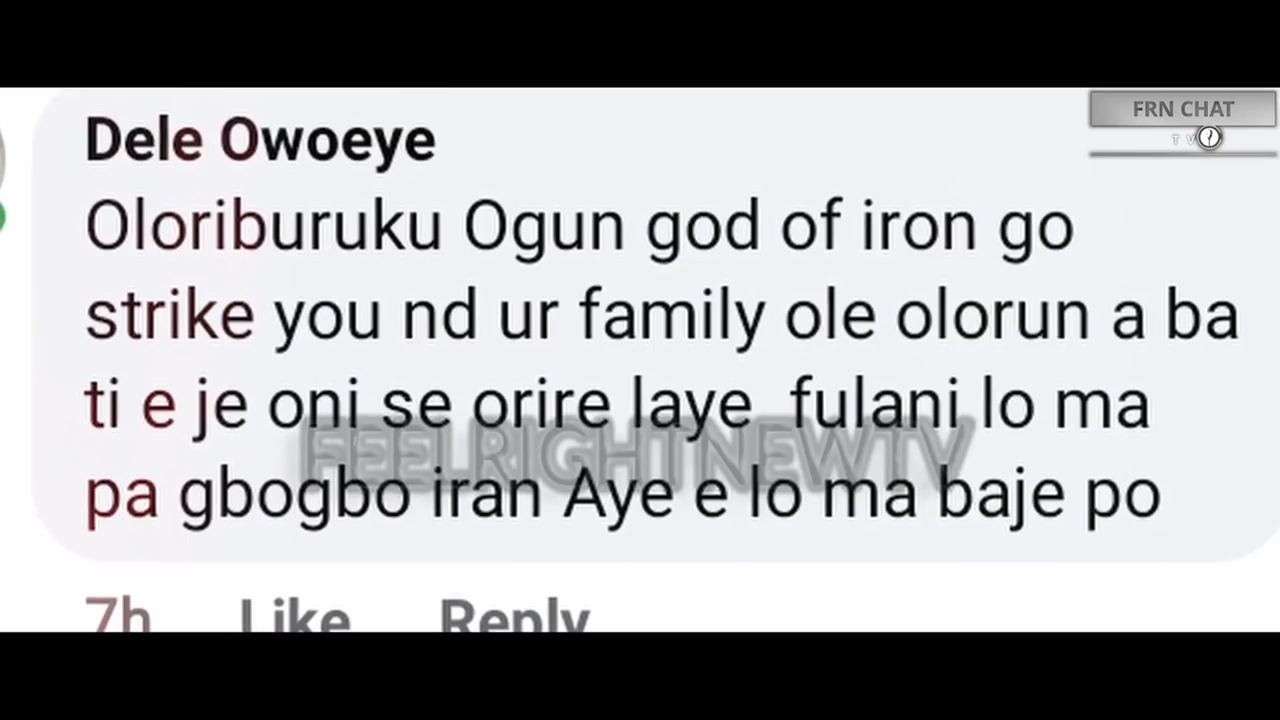 FRN CHAT
TV
Dele Owoeye
Oloriburuku Ogun god of iron go
strike you nd ur family ole olorun a ba
ti e je oni se orire laye fulani lo ma
FEELRIGHTNEWTV
pa gbogbo iran Aye e lo ma baje po
7h Like Reply